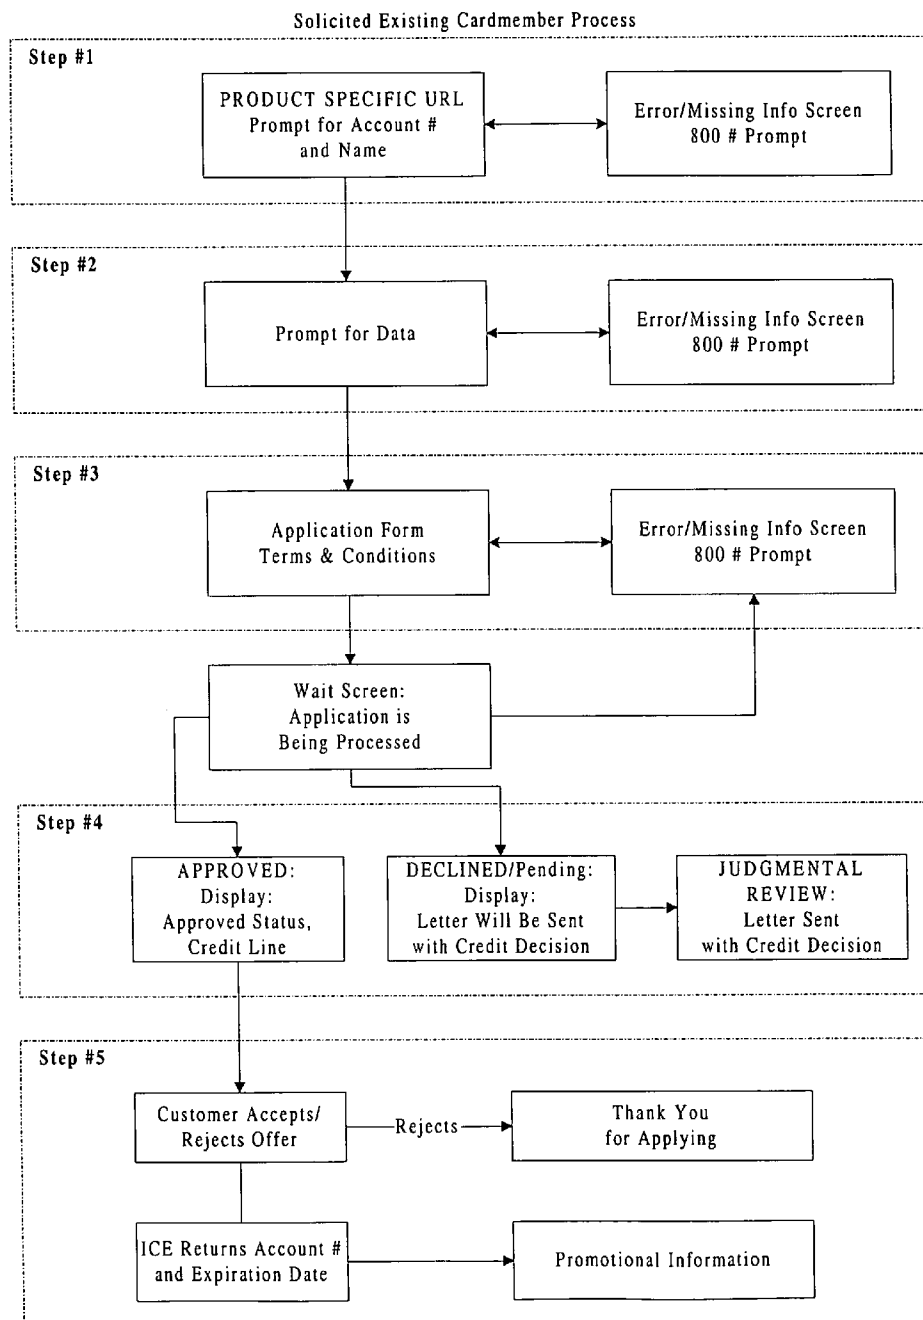 Solicited Existing Cardmember Process
Step #1
PRODUCT SPECIFIC URL
Prompt for Account #
and Name
Error/Missing Info Screen
800 # Prompt
Step #2
Prompt for Data
Error/Missing Info Screen
800 # Prompt
Step #3
Application Form
Terms & Conditions
Error/Missing Info Screen
800 # Prompt
Wait Screen:
Application is
Being Processed
Step #4
APPROVED:
Display:
Approved Status,
Credit Line
DECLINED/Pending:
Display:
Letter Will Be Sent
with Credit Decision
JUDGMENTAL
REVIEW:
Letter Sent
with Credit Decision
Step #5
Customer Accepts/
Rejects Offer
Rejects
Thank You
for Applying
ICE Returns Account #
and Expiration Date
Promotional Information